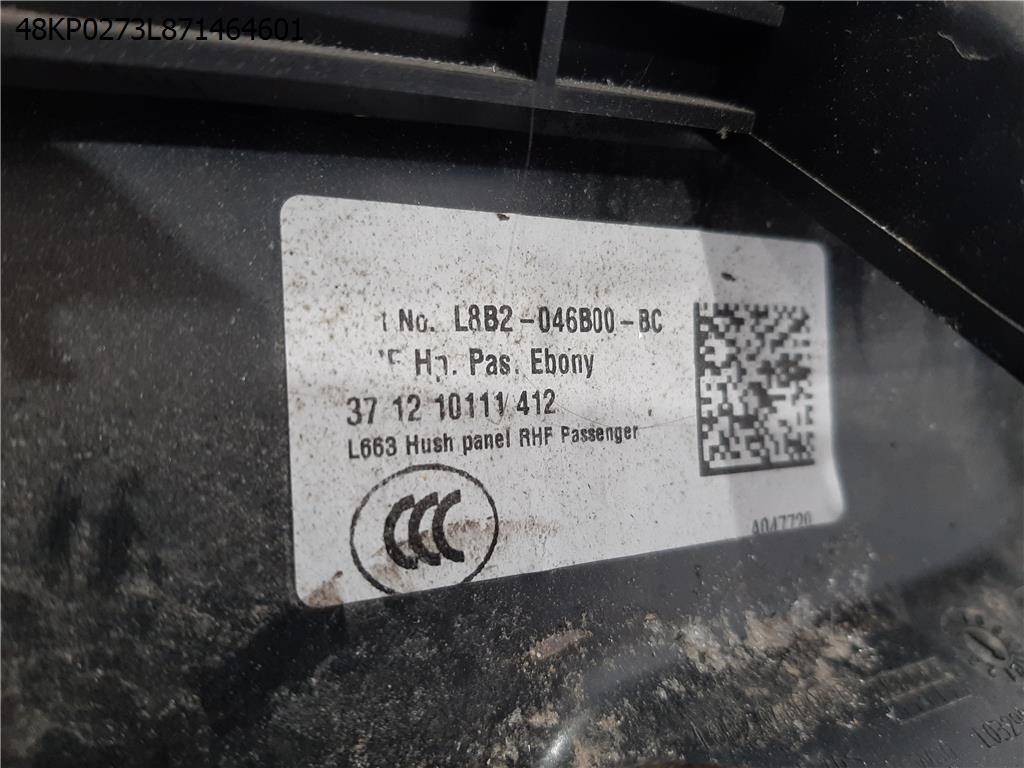 48KP0273L871464601
No. L8B2-046B00-BC
Pas. Ebony
37 12 10111 412
L663 Hush panel RHF Passenger
CCC
A047720